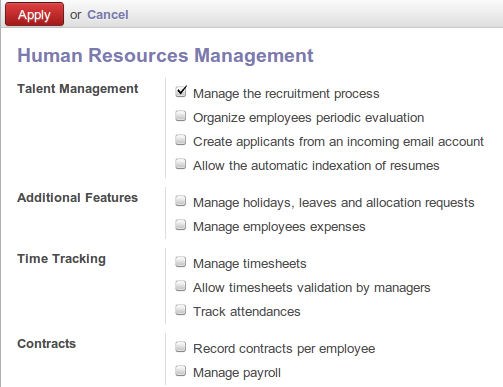 Apply or Cancel
Human Resources Management
Talent Management Manage the recruitment process
Organize employees periodic evaluation
Create applicants from an incoming email account
Allow the automatic indexation of resumes
Additional Features Manage holidays, leaves and allocation requests
Manage employees expenses
Time Tracking Manage timesheets
Allow timesheets validation by managers
Track attendances
Contracts Record contracts per employee
Manage payroll